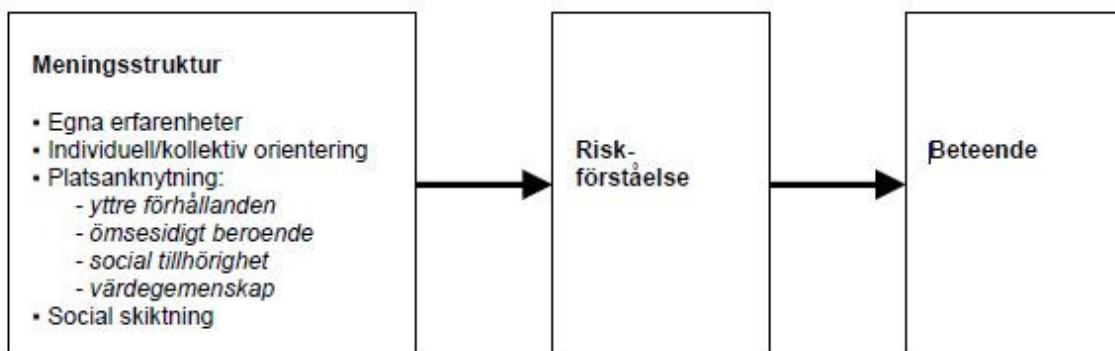 Meningsstruktur
• Egna erfarenheter
• Individuell/kollektiv orientering
• Platsanknytning:
- yttre förhållanden
- ömsesidigt beroende
- social tillhörighet
- värdegemenskap
• Social skiktning
Risk-
förståelse
Beteende